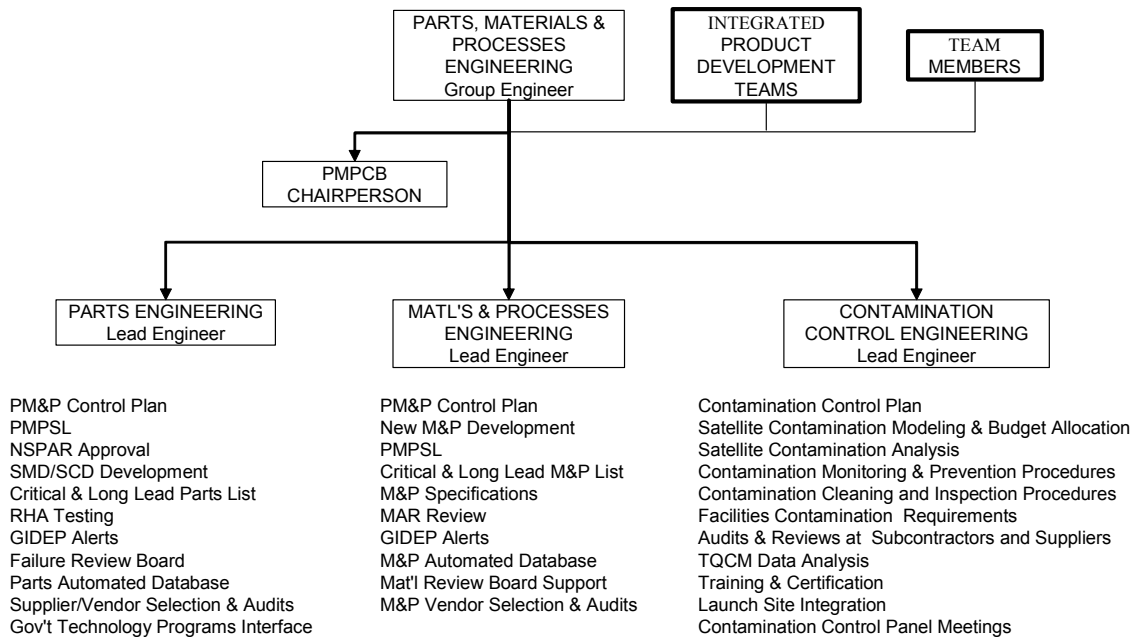 PARTS, MATERIALS &
PROCESSES
ENGINEERING
Group Engineer
INTEGRATED
PRODUCT
DEVELOPMENT
TEAMS
TEAM
MEMBERS
PMPCB
CHAIRPERSON
PARTS ENGINEERING
Lead Engineer
MATL'S & PROCESSES
ENGINEERING
Lead Engineer
CONTAMINATION
CONTROL ENGINEERING
Lead Engineer
PM&P Control Plan
PMPSL
NSPAR Approval
SMD/SCD Development
Critical & Long Lead Parts List
RHA Testing
GIDEP Alerts
Failure Review Board
Parts Automated Database
Supplier/Vendor Selection & Audits
Gov't Technology Programs Interface
PM&P Control Plan
New M&P Development
PMPSL
Critical & Long Lead M&P List
M&P Specifications
MAR Review
GIDEP Alerts
M&P Automated Database
Mat'l Review Board Support
M&P Vendor Selection & Audits
Contamination Control Plan
Satellite Contamination Modeling & Budget Allocation
Satellite Contamination Analysis
Contamination Monitoring & Prevention Procedures
Contamination Cleaning and Inspection Procedures
Facilities Contamination Requirements
Audits & Reviews at Subcontractors and Suppliers
TQCM Data Analysis
Training & Certification
Launch Site Integration
Contamination Control Panel Meetings